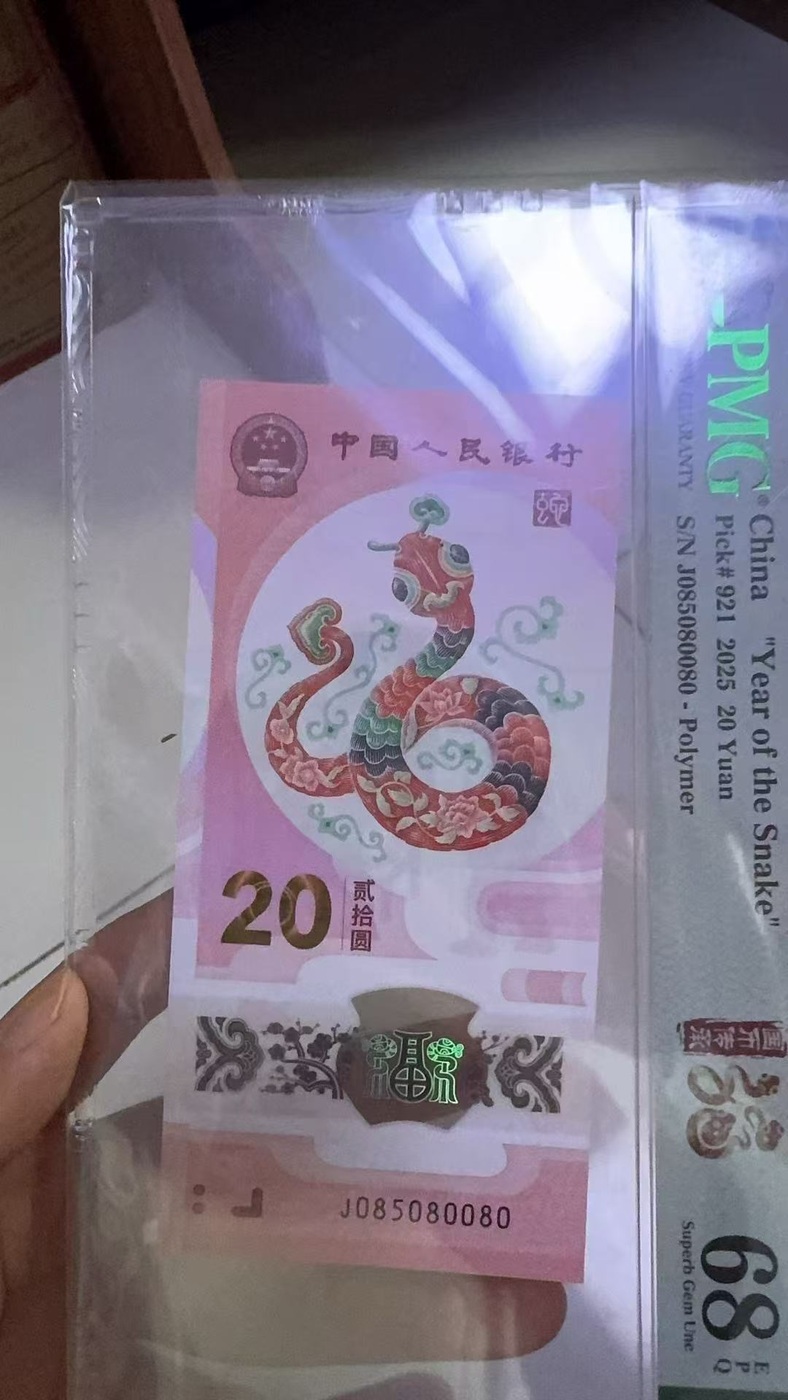 中国人民银行
20
贰拾圆
J085080080
PMG
China "Year of the Snake"
Pick# 921 2025 20 Yuan
S/N J085080080 - Polymer
68
EPQ
Superb Gem Unc